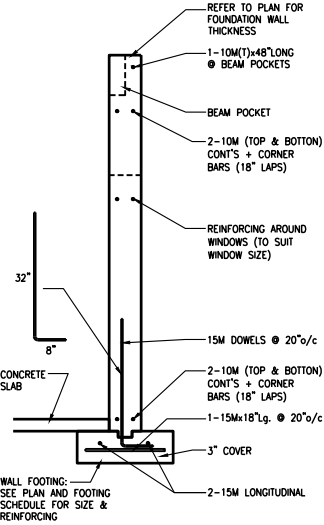 REFER TO PLAN FOR
FOUNDATION WALL
THICKNESS
1-10M(T)x48"LONG
@ BEAM POCKETS
BEAM POCKET
2-10M (TOP & BOTTON)
CONT'S + CORNER
BARS (18" LAPS)
REINFORCING AROUND
WINDOWS (TO SUIT
WINDOW SIZE)
32"
8"
15M DOWELS @ 20"o/c
CONCRETE
SLAB
2-10M (TOP & BOTTON)
CONT'S + CORNER
BARS (18" LAPS)
1-15Mx18"Lg. @ 20"o/c
3" COVER
WALL FOOTING:
SEE PLAN AND FOOTING
SCHEDULE FOR SIZE &
REINFORCING
2-15M LONGITUDINAL